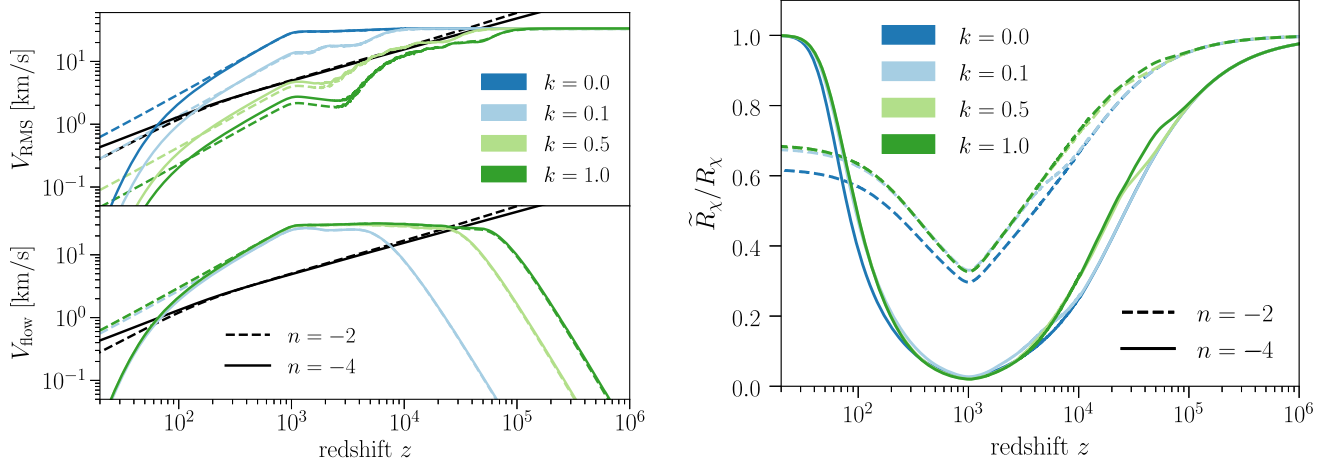 V_RMS [km/s]
10^1
10^0
10^{-1}
k = 0.0
k = 0.1
k = 0.5
k = 1.0
V_flow [km/s]
10^1
10^0
10^{-1}
n = −2
n = −4
10^2 10^3 10^4 10^5 10^6
redshift z
R̃_χ/R_χ
1.0
0.8
0.6
0.4
0.2
0.0
k = 0.0
k = 0.1
k = 0.5
k = 1.0
n = −2
n = −4
10^2 10^3 10^4 10^5 10^6
redshift z